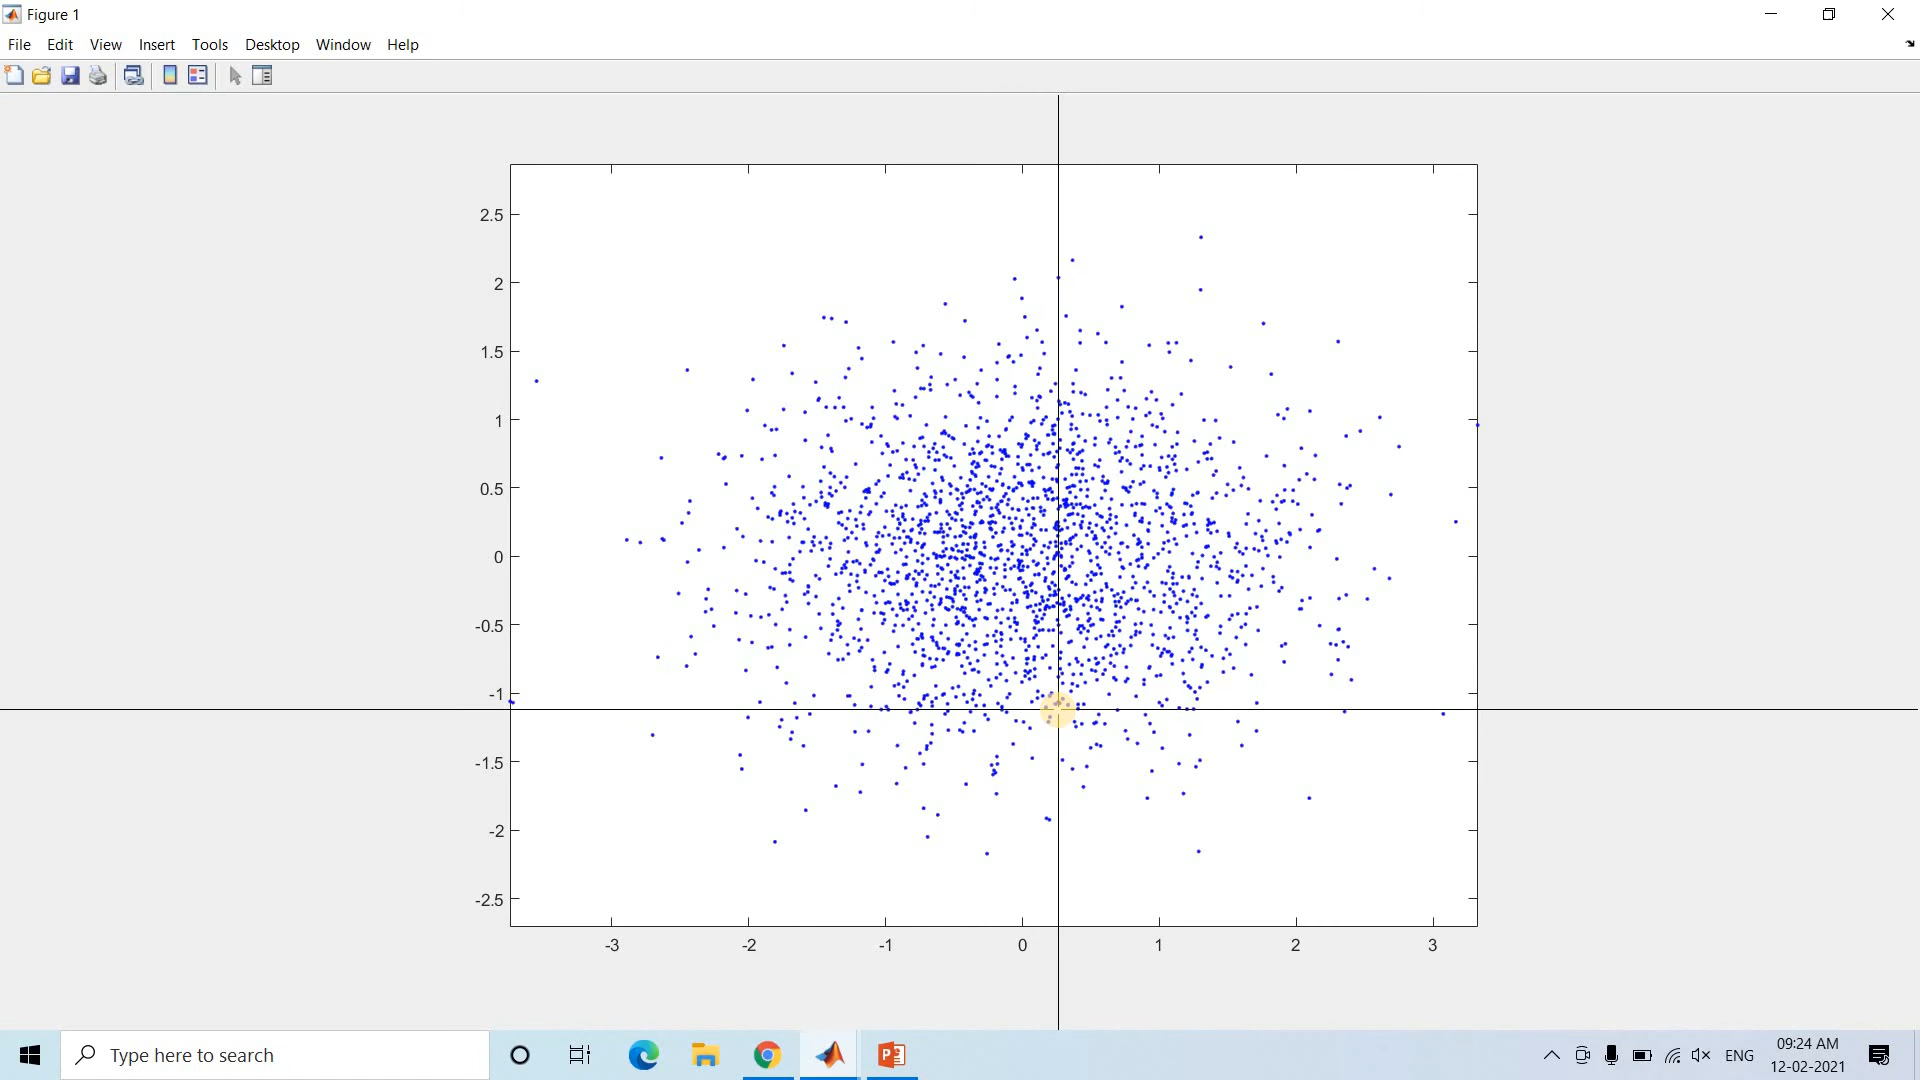 Figure 1
File Edit View Insert Tools Desktop Window Help
2.5
2
1.5
1
0.5
0
-0.5
-1
-1.5
-2
-2.5
-3 -2 -1 0 1 2 3
Type here to search
ENG
09:24 AM
12-02-2021